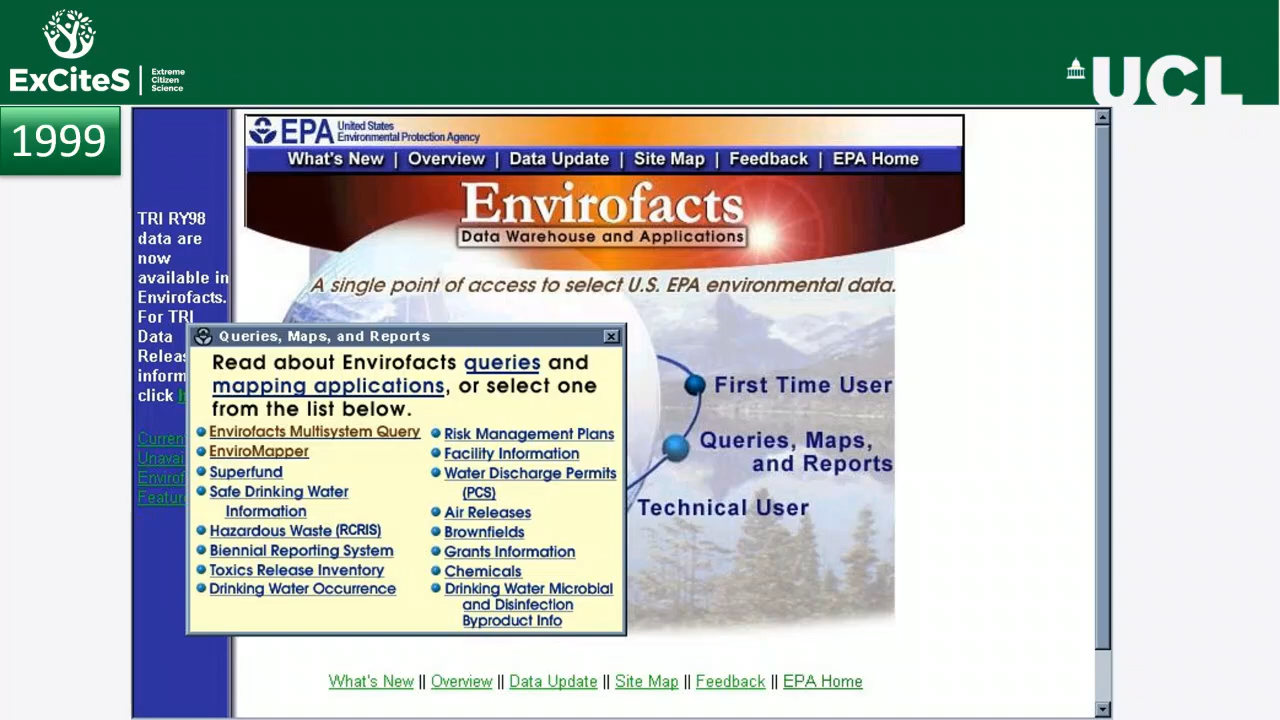 ExCiteS
Extreme
Citizen
Science
UCL
1999
EPA
United States
Environmental Protection Agency
What's New | Overview | Data Update | Site Map | Feedback | EPA Home
Envirofacts
Data Warehouse and Applications
A single point of access to select U.S. EPA environmental data.
TRI RY98
data are
now
available in
Envirofacts.
For TRI
Data
click
Queries, Maps, and Reports
Read about Envirofacts queries and
mapping applications, or select one
from the list below.
Envirofacts Multisystem Query
EnviroMapper
Superfund
Safe Drinking Water
Information
Hazardous Waste (RCRIS)
Biennial Reporting System
Toxics Release Inventory
Drinking Water Occurrence
Risk Management Plans
Facility Information
Water Discharge Permits
(PCS)
Air Releases
Brownfields
Grants Information
Chemicals
Drinking Water Microbial
and Disinfection
Byproduct Info
First Time User
Queries, Maps,
and Reports
Technical User
What's New || Overview || Data Update || Site Map || Feedback || EPA Home